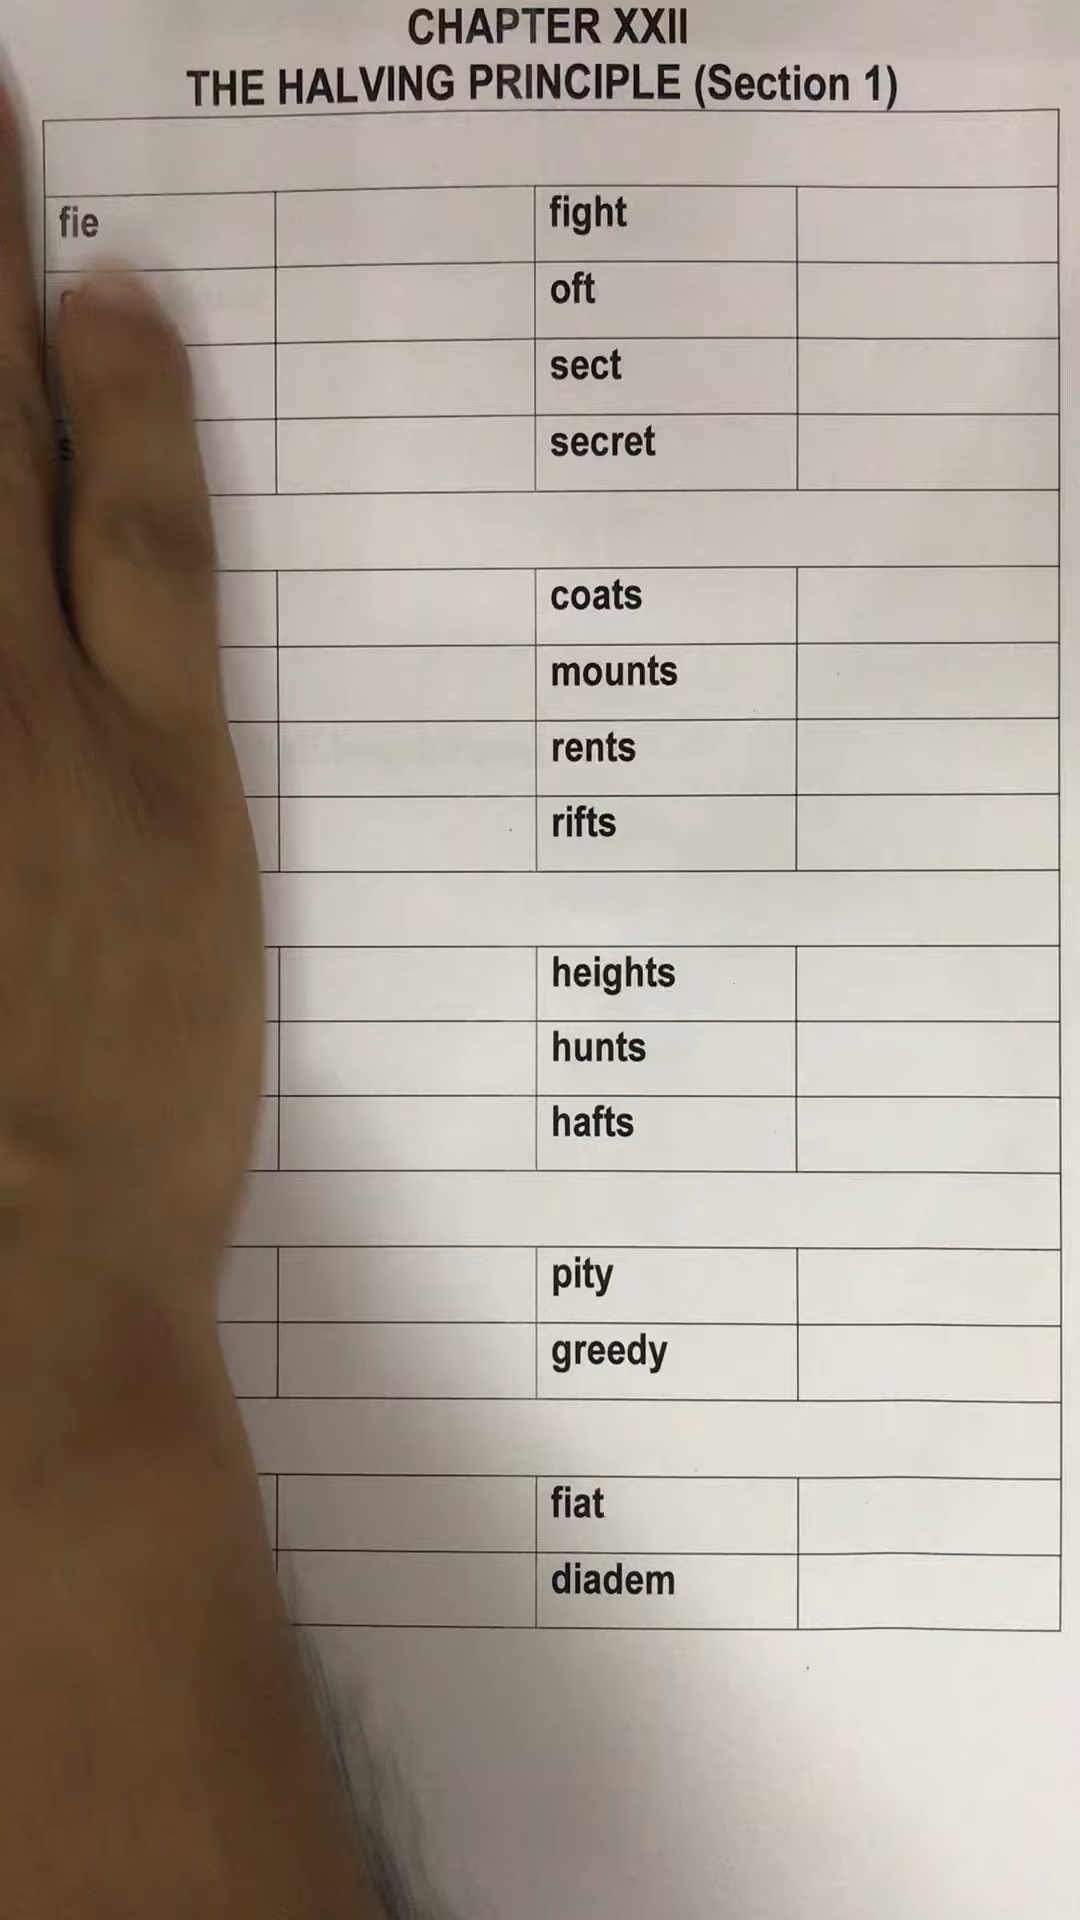 CHAPTER XXII
THE HALVING PRINCIPLE (Section 1)
fie fight
oft
sect
secret
coats
mounts
rents
rifts
heights
hunts
hafts
pity
greedy
fiat
diadem